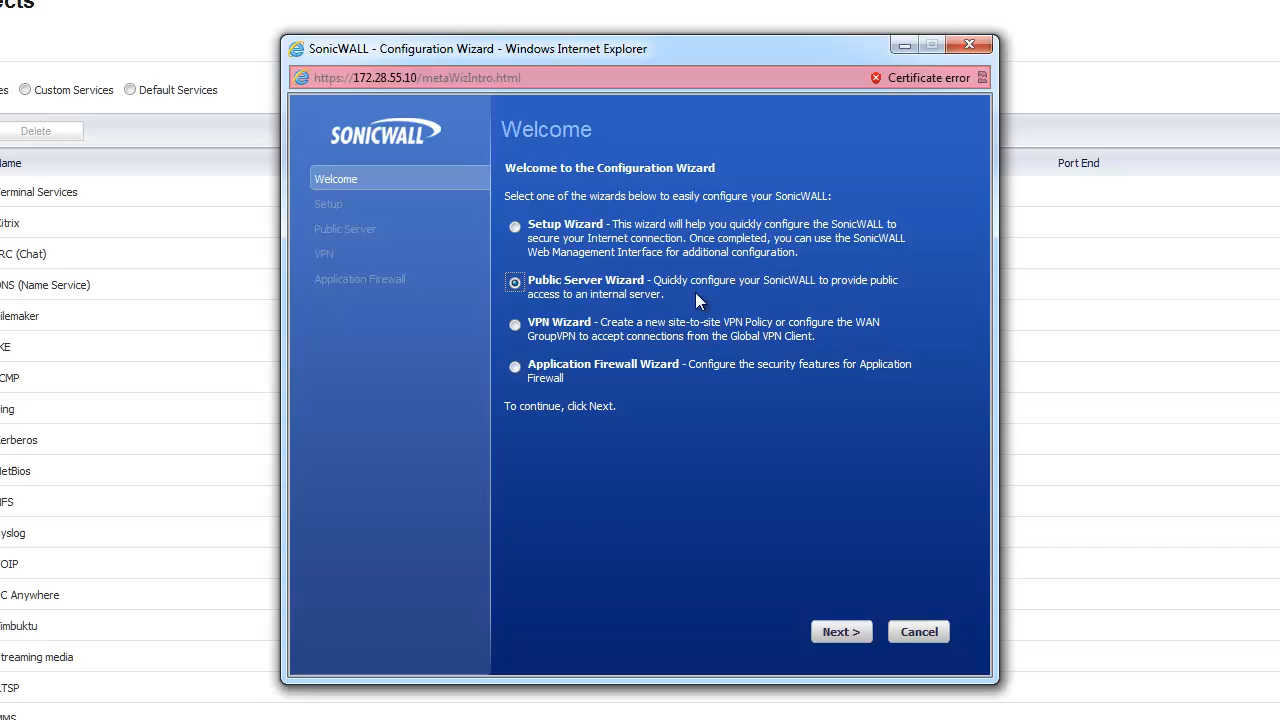 ects
SonicWALL - Configuration Wizard - Windows Internet Explorer
https://172.28.55.10/metaWizIntro.html
Certificate error
es
Custom Services
Default Services
Delete
ame
Port End
erminal Services
itrix
RC (Chat)
NS (Name Service)
ilemaker
KE
CMP
ing
erberos
etBios
FS
yslog
OIP
C Anywhere
imbuktu
treaming media
TSP
MMS
SONICWALL
Welcome
Setup
Public Server
VPN
Application Firewall
Welcome
Welcome to the Configuration Wizard
Select one of the wizards below to easily configure your SonicWALL:
Setup Wizard - This wizard will help you quickly configure the SonicWALL to
secure your Internet connection. Once completed, you can use the SonicWALL
Web Management Interface for additional configuration.
Public Server Wizard - Quickly configure your SonicWALL to provide public
access to an internal server.
VPN Wizard - Create a new site-to-site VPN Policy or configure the WAN
GroupVPN to accept connections from the Global VPN Client.
Application Firewall Wizard - Configure the security features for Application
Firewall
To continue, click Next.
Next >
Cancel